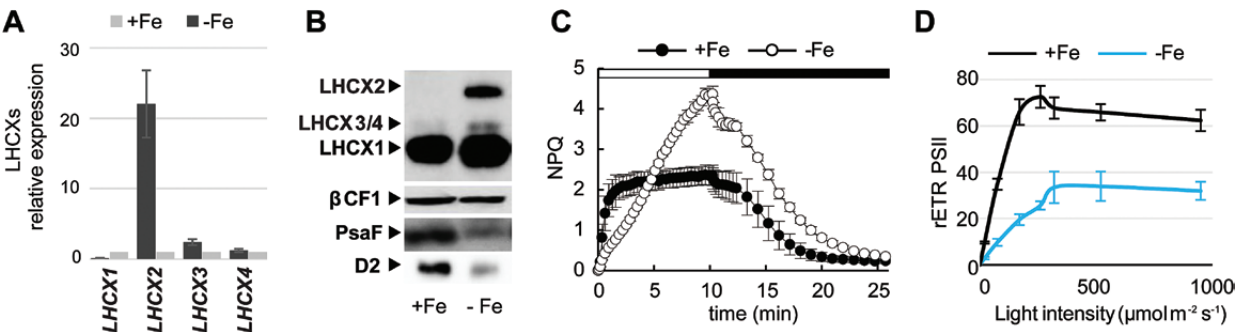 A
+Fe -Fe
LHCXs
relative expression
30
20
10
0
LHCX1
LHCX2
LHCX3
LHCX4
B
LHCX2
LHCX3/4
LHCX1
βCF1
PsaF
D2
+Fe - Fe
C
+Fe -Fe
NPQ
5
4
3
2
1
0
0 5 10 15 20 25
time (min)
D
+Fe -Fe
rETR PSII
80
60
40
20
0
0 500 1000
Light intensity (µmol m⁻² s⁻¹)